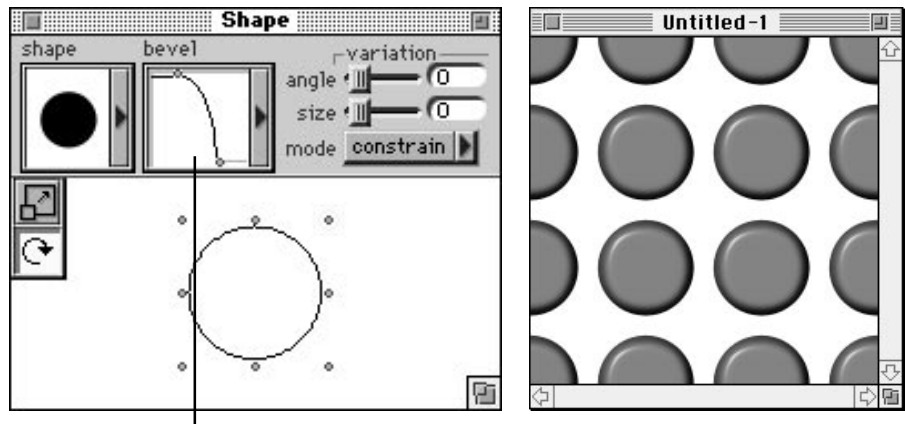 Shape
shape
bevel
variation
angle 0
size 0
mode constrain
Untitled-1